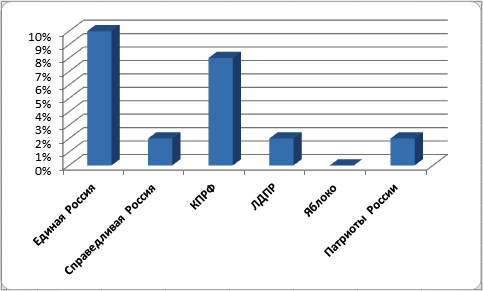 10%
9%
8%
7%
6%
5%
4%
3%
2%
1%
0%
Единая Россия
Справедливая Россия
КПРФ
ЛДПР
Яблоко
Патриоты России